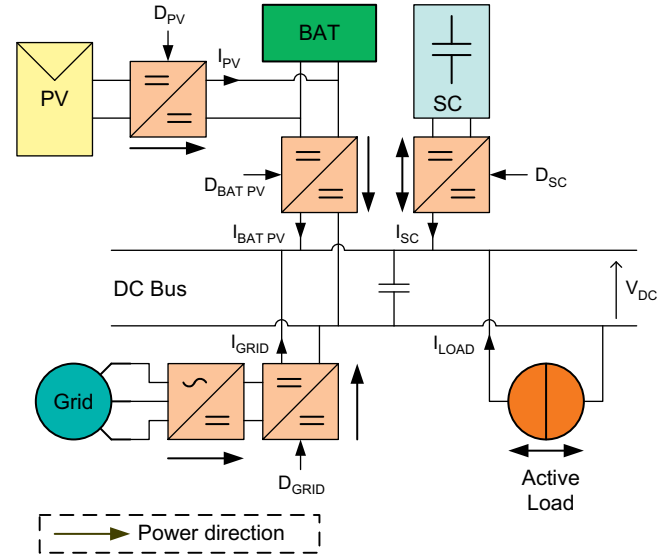 D_PV
BAT
I_PV
PV
SC
D_BAT PV
D_SC
I_BAT PV
I_SC
DC Bus
V_DC
I_GRID
I_LOAD
Grid
D_GRID
Active
Load
Power direction